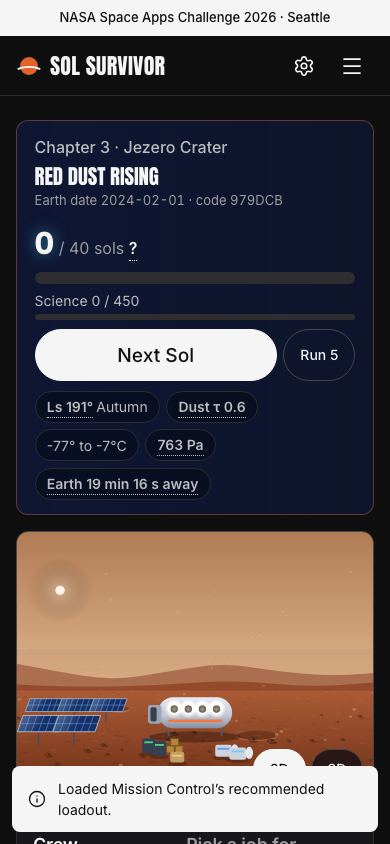 NASA Space Apps Challenge 2026 · Seattle
SOL SURVIVOR
Chapter 3 · Jezero Crater
RED DUST RISING
Earth date 2024-02-01 · code 979DCB
0 / 40 sols ?
Science 0 / 450
Next Sol
Run 5
Ls 191° Autumn
Dust τ 0.6
-77° to -7°C
763 Pa
Earth 19 min 16 s away
Loaded Mission Control's recommended
loadout.